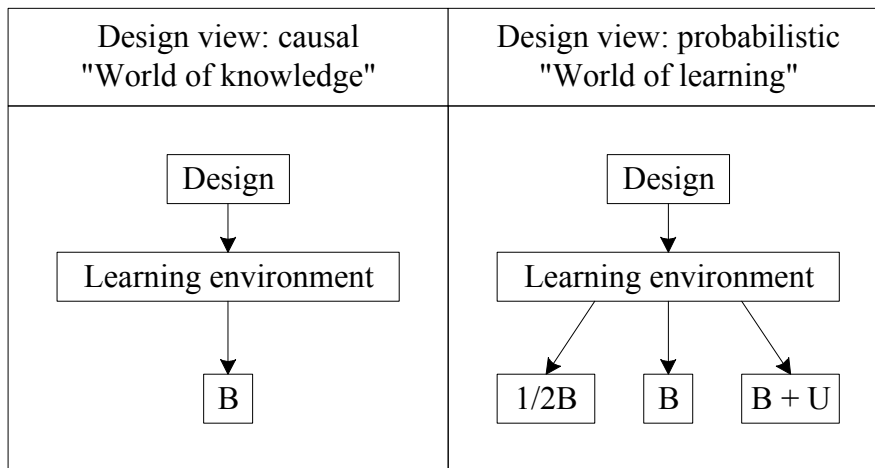 Design view: causal
"World of knowledge"
Design view: probabilistic
"World of learning"
Design
Learning environment
B
Design
Learning environment
1/2B
B
B + U